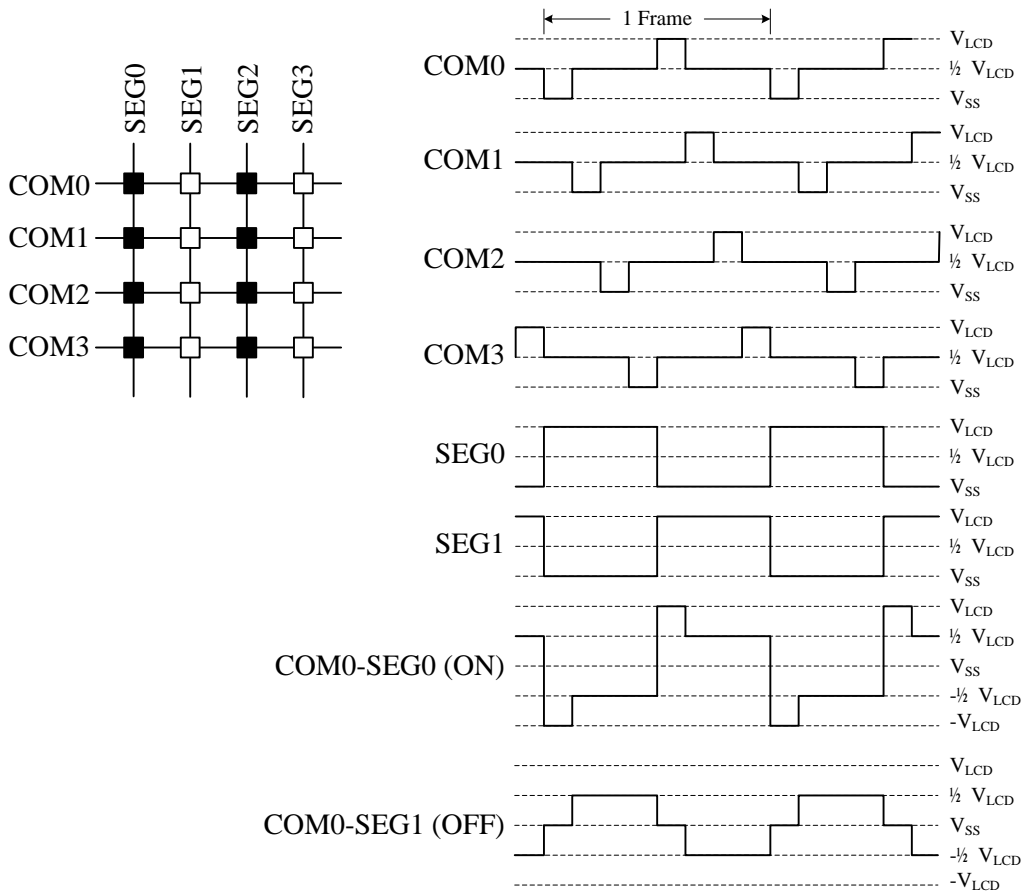 1 Frame
SEG0
SEG1
SEG2
SEG3
COM0
COM1
COM2
COM3
COM0
V_LCD
½ V_LCD
V_SS
COM1
V_LCD
½ V_LCD
V_SS
COM2
V_LCD
½ V_LCD
V_SS
COM3
V_LCD
½ V_LCD
V_SS
SEG0
V_LCD
½ V_LCD
V_SS
SEG1
V_LCD
½ V_LCD
V_SS
COM0-SEG0 (ON)
V_LCD
½ V_LCD
V_SS
-½ V_LCD
-V_LCD
COM0-SEG1 (OFF)
V_LCD
½ V_LCD
V_SS
-½ V_LCD
-V_LCD